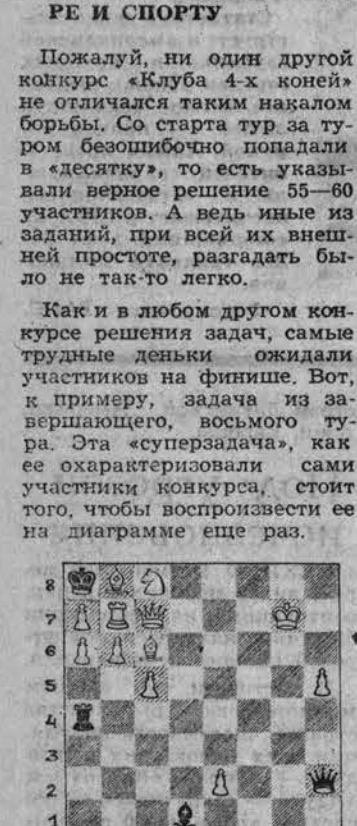 РЕ И СПОРТУ
Пожалуй, ни один другой
конкурс «Клуба 4-х коней»
не отличался таким накалом
борьбы. Со старта тур за ту-
ром безошибочно попадали
в «десятку», то есть указы-
вали верное решение 55—60
участников. А ведь иные из
заданий, при всей их внеш-
ней простоте, разгадать бы-
ло не так-то легко.
Как и в любом другом кон-
курсе решения задач, самые
трудные деньки ожидали
участников на финише. Вот,
к примеру, задача из за-
вершающего, восьмого ту-
ра. Эта «суперзадача», как
ее охарактеризовали сами
участники конкурса, стоит
того, чтобы воспроизвести ее
на диаграмме еще раз.
8
7
6
5
4
3
2
1